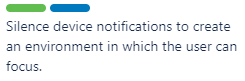 Silence device notifications to create
an environment in which the user can
focus.